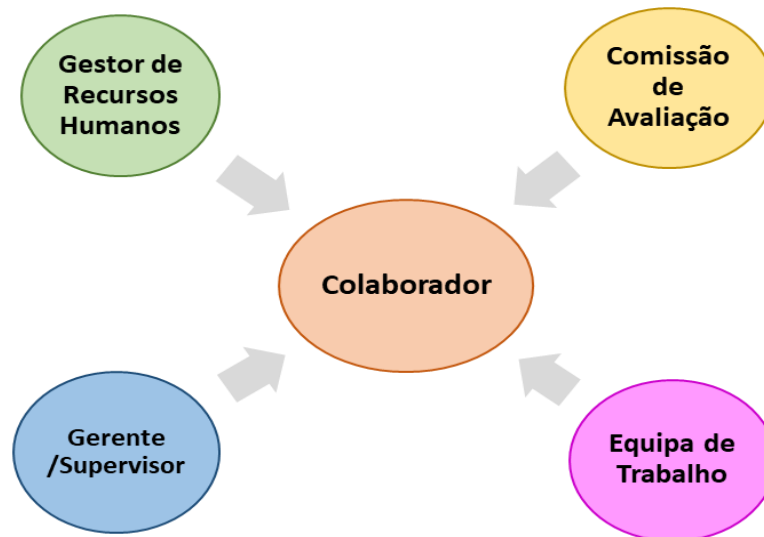 Gestor de
Recursos
Humanos
Comissão
de
Avaliação
Colaborador
Gerente
/Supervisor
Equipa de
Trabalho